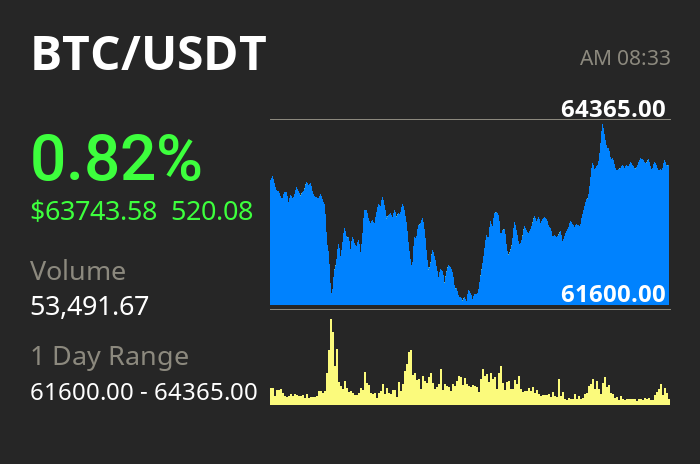 BTC/USDT
AM 08:33
64365.00
0.82%
$63743.58 520.08
Volume
53,491.67
61600.00
1 Day Range
61600.00 - 64365.00